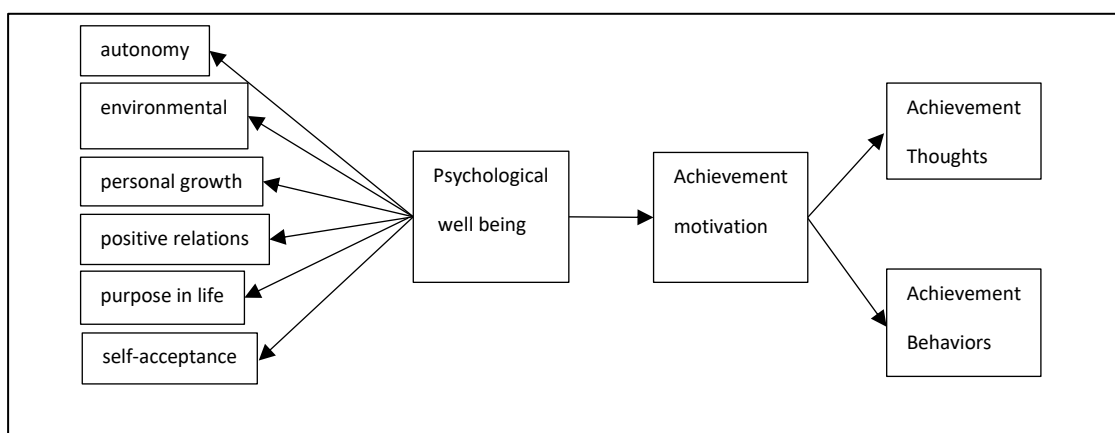 autonomy
environmental
personal growth
positive relations
purpose in life
self-acceptance
Psychological
well being
Achievement
motivation
Achievement
Thoughts
Achievement
Behaviors